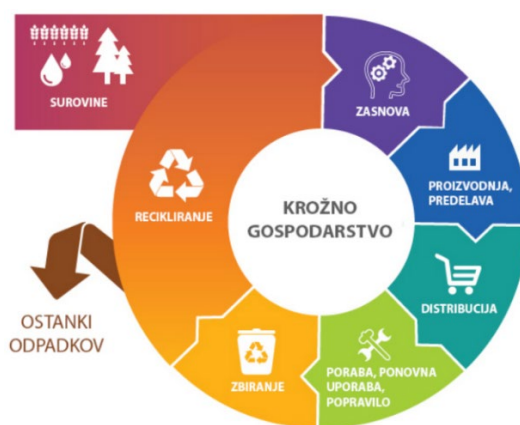 SUROVINE
ZASNOVA
PROIZVODNJA,
PREDELAVA
DISTRIBUCIJA
PORABA, PONOVNA
UPORABA,
POPRAVILO
ZBIRANJE
RECIKLIRANJE
OSTANKI
ODPADKOV
KROŽNO
GOSPODARSTVO